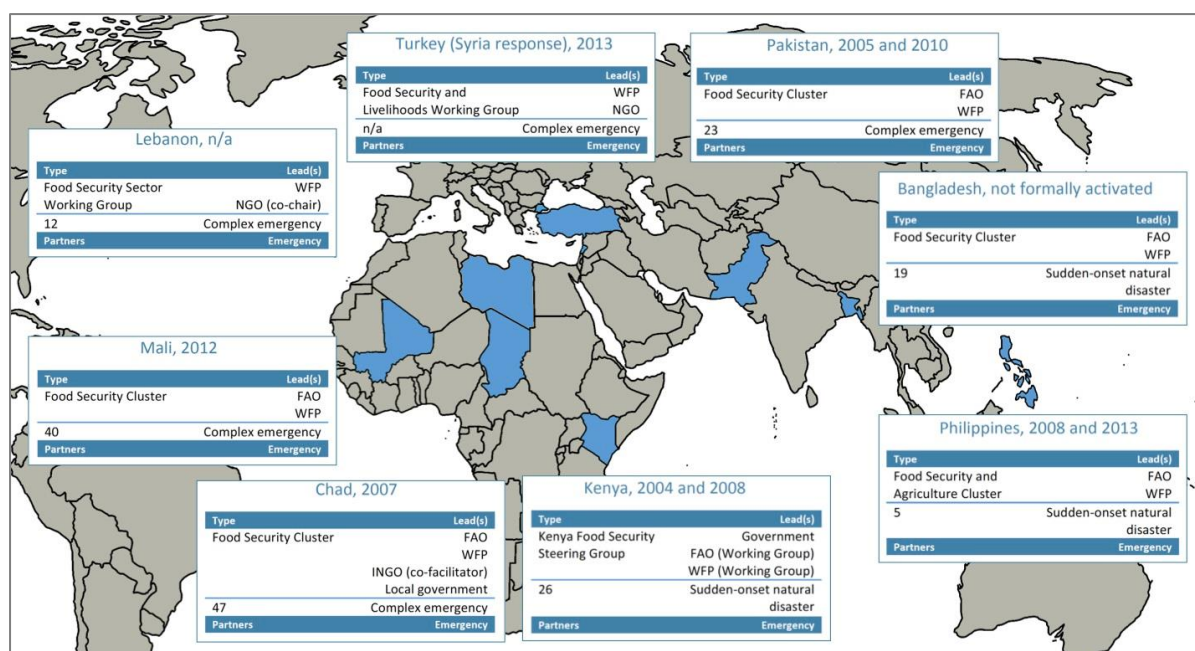 Turkey (Syria response), 2013
Type Lead(s)
Food Security and WFP
Livelihoods Working Group NGO
n/a Complex emergency
Partners Emergency
Pakistan, 2005 and 2010
Type Lead(s)
Food Security Cluster FAO
WFP
23 Complex emergency
Partners Emergency
Lebanon, n/a
Type Lead(s)
Food Security Sector WFP
Working Group NGO (co-chair)
12 Complex emergency
Partners Emergency
Bangladesh, not formally activated
Type Lead(s)
Food Security Cluster FAO
WFP
19 Sudden-onset natural
disaster
Partners Emergency
Mali, 2012
Type Lead(s)
Food Security Cluster FAO
WFP
40 Complex emergency
Partners Emergency
Philippines, 2008 and 2013
Type Lead(s)
Food Security and FAO
Agriculture Cluster WFP
5 Sudden-onset natural
disaster
Partners Emergency
Chad, 2007
Type Lead(s)
Food Security Cluster FAO
WFP
INGO (co-facilitator)
Local government
47 Complex emergency
Partners Emergency
Kenya, 2004 and 2008
Type Lead(s)
Kenya Food Security Government
Steering Group FAO (Working Group)
WFP (Working Group)
26 Sudden-onset natural
disaster
Partners Emergency